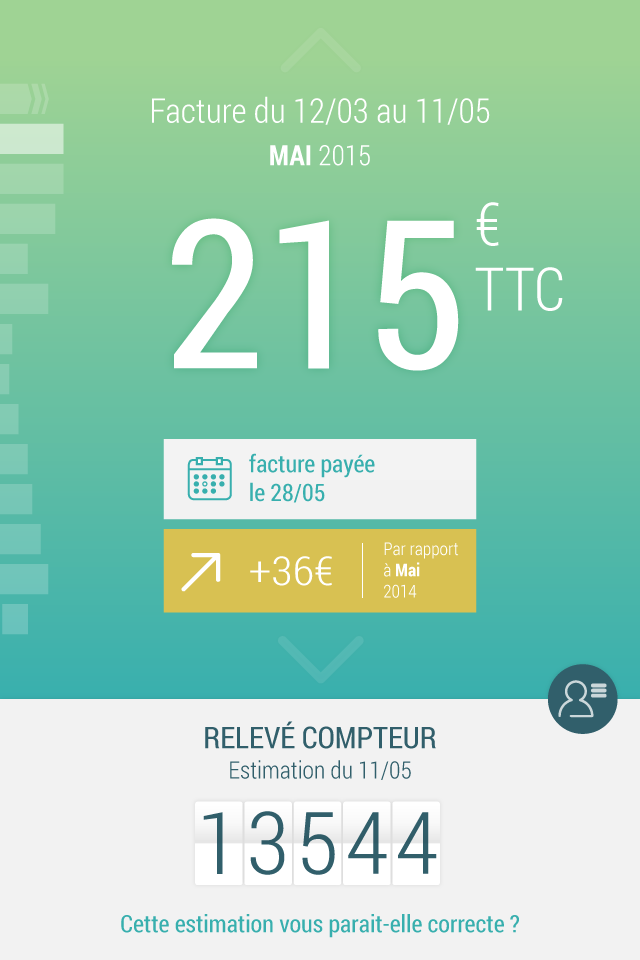 Facture du 12/03 au 11/05
MAI 2015
215 € TTC
facture payée
le 28/05
+36€
Par rapport
à Mai
2014
RELEVÉ COMPTEUR
Estimation du 11/05
13544
Cette estimation vous parait-elle correcte ?